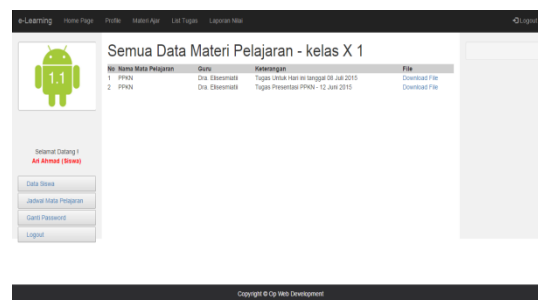 e-Learning Home Page Profile Materi Ajar List Tugas Laporan Nilai Logout
1.1
Semua Data Materi Pelajaran - kelas X 1
No Nama Mata Pelajaran Guru Keterangan File
1 PPKN Dra. Elisesmiati Tugas Untuk Hari ini tanggal 08 Juli 2015 Download File
2 PPKN Dra. Elisesmiati Tugas Presentasi PPKN - 12 Juni 2015 Download File
Selamat Datang !
Ari Ahmad (Siswa)
Data Siswa
Jadwal Mata Pelajaran
Ganti Password
Logout
Copyright © Op Web Development